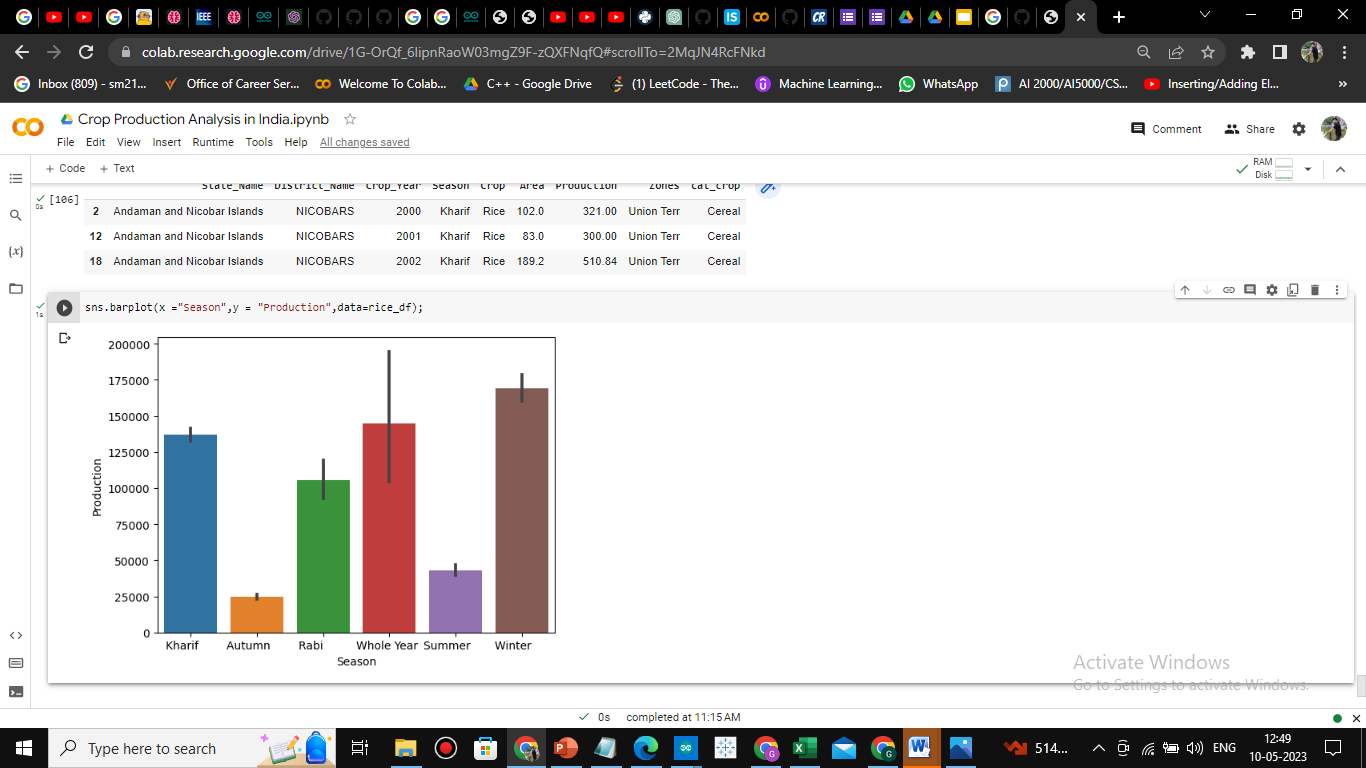 colab.research.google.com/drive/1G-OrQf_6lipnRaoW03mgZ9F-zQXFNqfQ#scrollTo=2MqJN4RcFNkd
Inbox (809) - sm21... Office of Career Ser... Welcome To Colab... C++ - Google Drive (1) LeetCode - The... Machine Learning... WhatsApp AI 2000/AI5000/CS... Inserting/Adding El... »
Crop Production Analysis in India.ipynb
File Edit View Insert Runtime Tools Help All changes saved
Comment Share
+ Code + Text
RAM
Disk
State_Name District_Name Crop_Year Season Crop Area Production Zones cat_crop
[106]
0s
2 Andaman and Nicobar Islands NICOBARS 2000 Kharif Rice 102.0 321.00 Union Terr Cereal
12 Andaman and Nicobar Islands NICOBARS 2001 Kharif Rice 83.0 300.00 Union Terr Cereal
18 Andaman and Nicobar Islands NICOBARS 2002 Kharif Rice 189.2 510.84 Union Terr Cereal
1s
sns.barplot(x ="Season",y = "Production",data=rice_df);
200000
175000
150000
125000
100000
75000
50000
25000
0
Production
Kharif Autumn Rabi Whole Year Summer Winter
Season
Activate Windows
Go to Settings to activate Windows.
0s completed at 11:15 AM
Type here to search
514...
ENG
12:49
10-05-2023